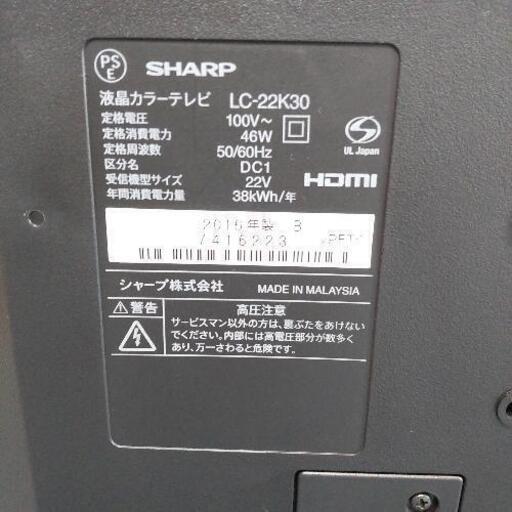 PS
E
SHARP
液晶カラーテレビ LC-22K30
定格電圧 100V~
定格消費電力 46W
定格周波数 50/60Hz
区分名 DC1
受信機型サイズ 22V
年間消費電力量 38kWh/年
UL Japan
HDMI
2016年製 B
7416223
シャープ株式会社 MADE IN MALAYSIA
警告
高圧注意
サービスマン以外の方は、裏ぶたをあけない
でください。内部には高電圧部分が数多く
あり、万一さわると危険です。